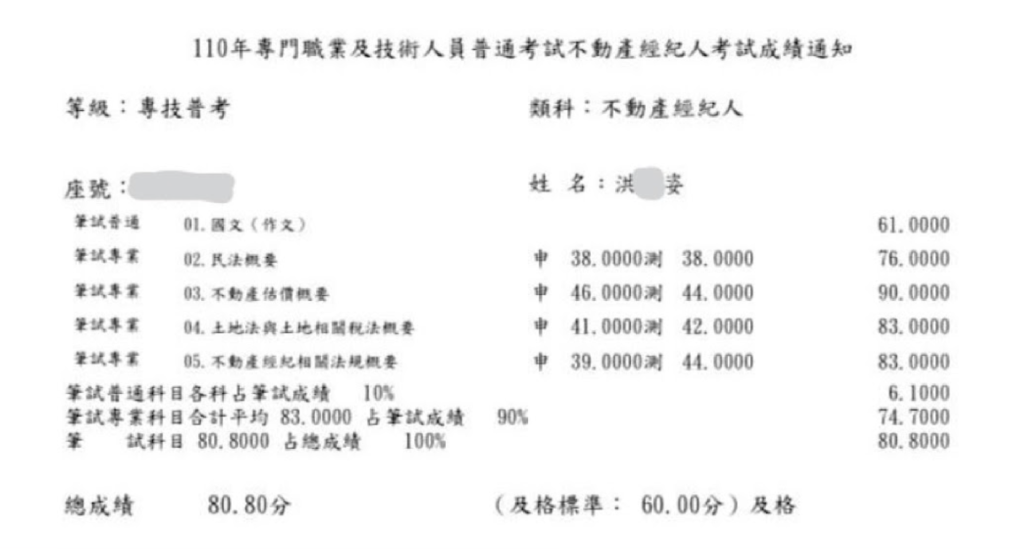 110年專門職業及技術人員普通考試不動產經紀人考試成績通知
等級：專技普考 類科：不動產經紀人
座號： 姓 名：洪 姿
筆試普通 01.國文（作文） 61.0000
筆試專業 02.民法概要 申 38.0000測 38.0000 76.0000
筆試專業 03.不動產估價概要 申 46.0000測 44.0000 90.0000
筆試專業 04.土地法與土地相關稅法概要 申 41.0000測 42.0000 83.0000
筆試專業 05.不動產經紀相關法規概要 申 39.0000測 44.0000 83.0000
筆試普通科目各科占筆試成績 10% 6.1000
筆試專業科目合計平均 83.0000 占筆試成績 90% 74.7000
筆 試科目 80.8000 占總成績 100% 80.8000
總成績 80.80分 （及格標準： 60.00分）及格